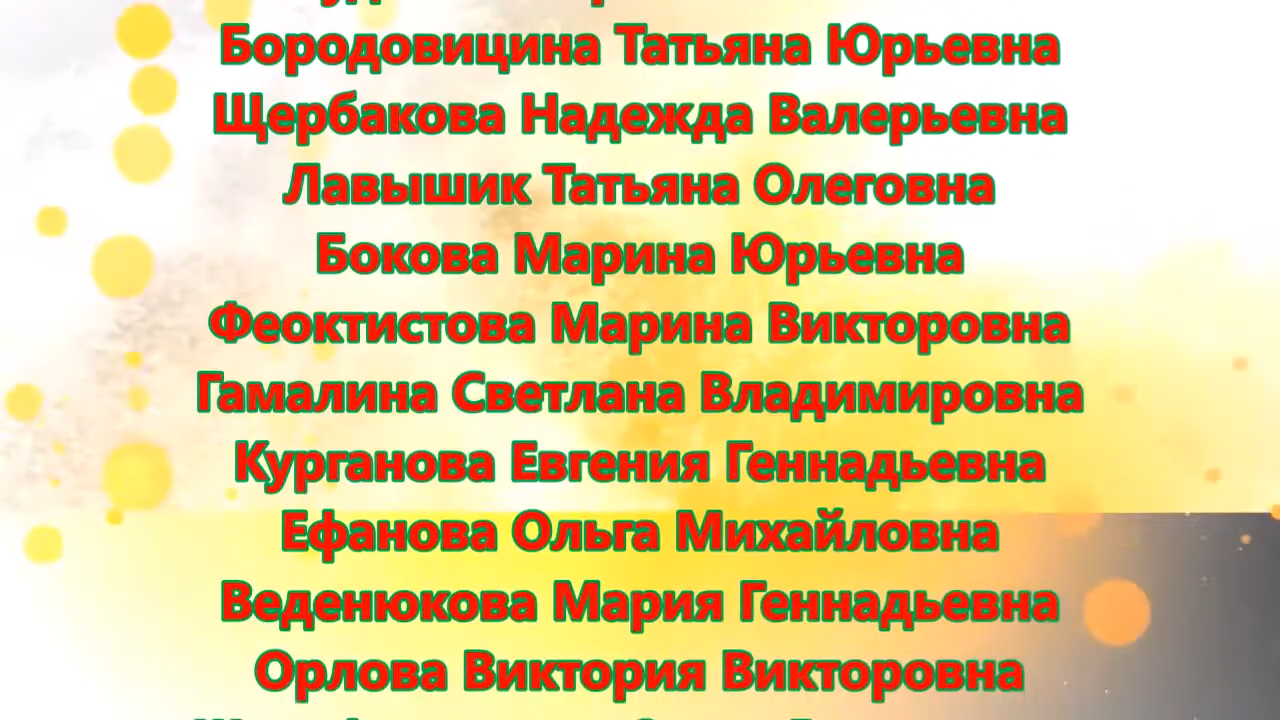 Бородовицина Татьяна Юрьевна
Щербакова Надежда Валерьевна
Лавышик Татьяна Олеговна
Бокова Марина Юрьевна
Феоктистова Марина Викторовна
Гамалина Светлана Владимировна
Курганова Евгения Геннадьевна
Ефанова Ольга Михайловна
Веденюкова Мария Геннадьевна
Орлова Виктория Викторовна